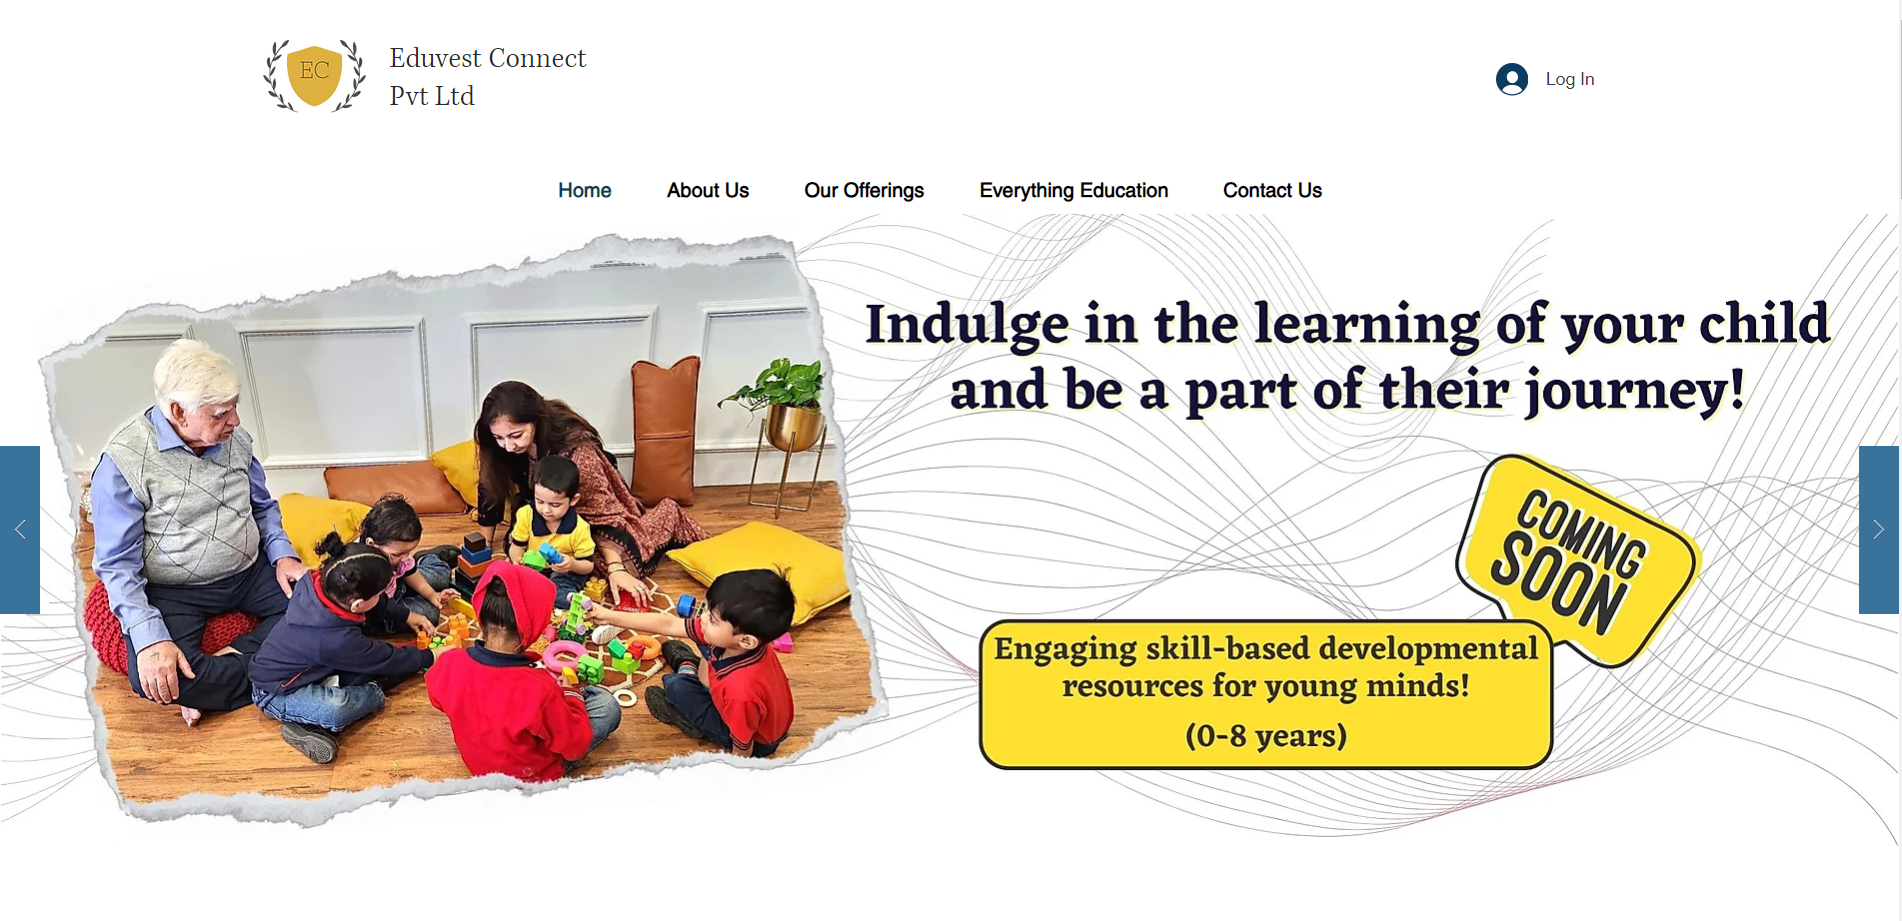 EC
Eduvest Connect
Pvt Ltd
Log In
Home About Us Our Offerings Everything Education Contact Us
Indulge in the learning of your child
and be a part of their journey!
COMING
SOON
Engaging skill-based developmental
resources for young minds!
(0-8 years)